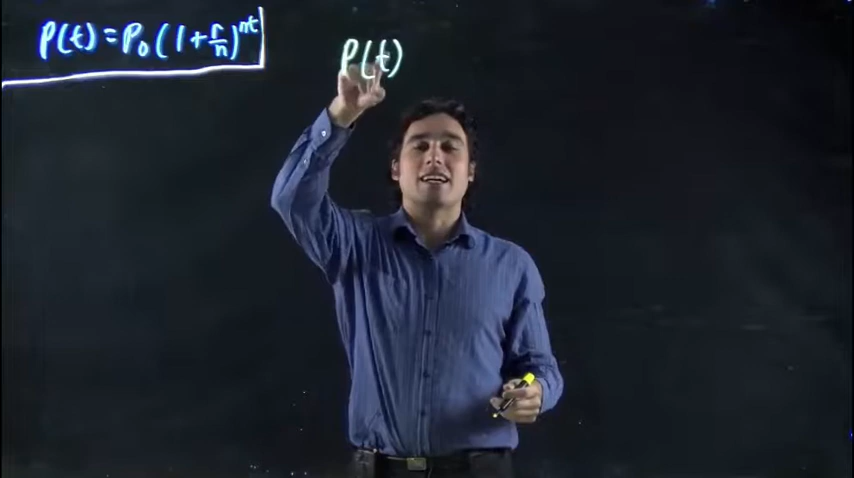 P(t) = P₀(1 + r/n)^nt
P(t)